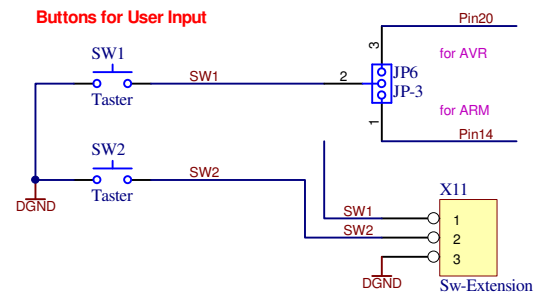 Buttons for User Input
Pin20
SW1
SW1
Taster
3
for AVR
2
JP6
JP-3
for ARM
1
Pin14
SW2
SW2
Taster
DGND
X11
SW1
1
SW2
2
3
DGND
Sw-Extension